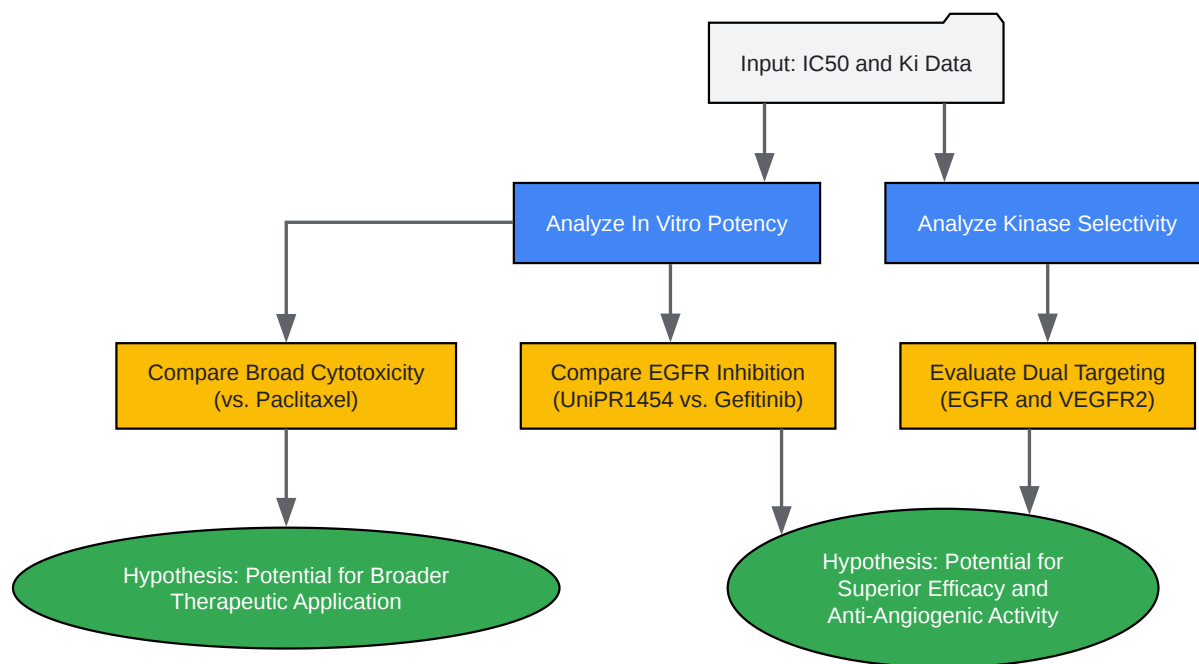 Input: IC50 and Ki Data
Analyze In Vitro Potency
Analyze Kinase Selectivity
Compare Broad Cytotoxicity
(vs. Paclitaxel)
Compare EGFR Inhibition
(UniPR1454 vs. Gefitinib)
Evaluate Dual Targeting
(EGFR and VEGFR2)
Hypothesis: Potential for Broader
Therapeutic Application
Hypothesis: Potential for
Superior Efficacy and
Anti-Angiogenic Activity